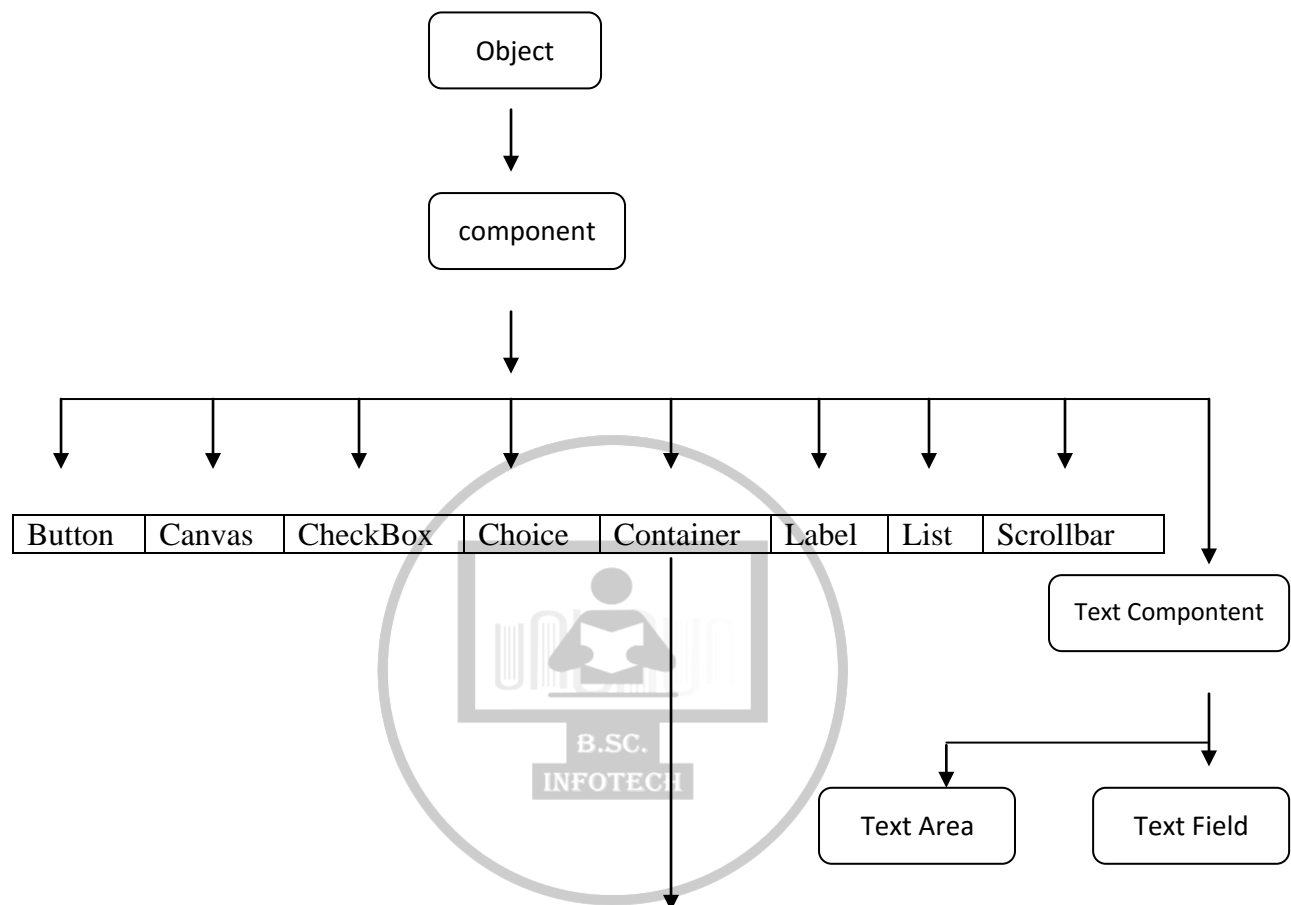 Object
component
Button Canvas CheckBox Choice Container Label List Scrollbar
Text Compontent
B.SC.
INFOTECH
Text Area Text Field